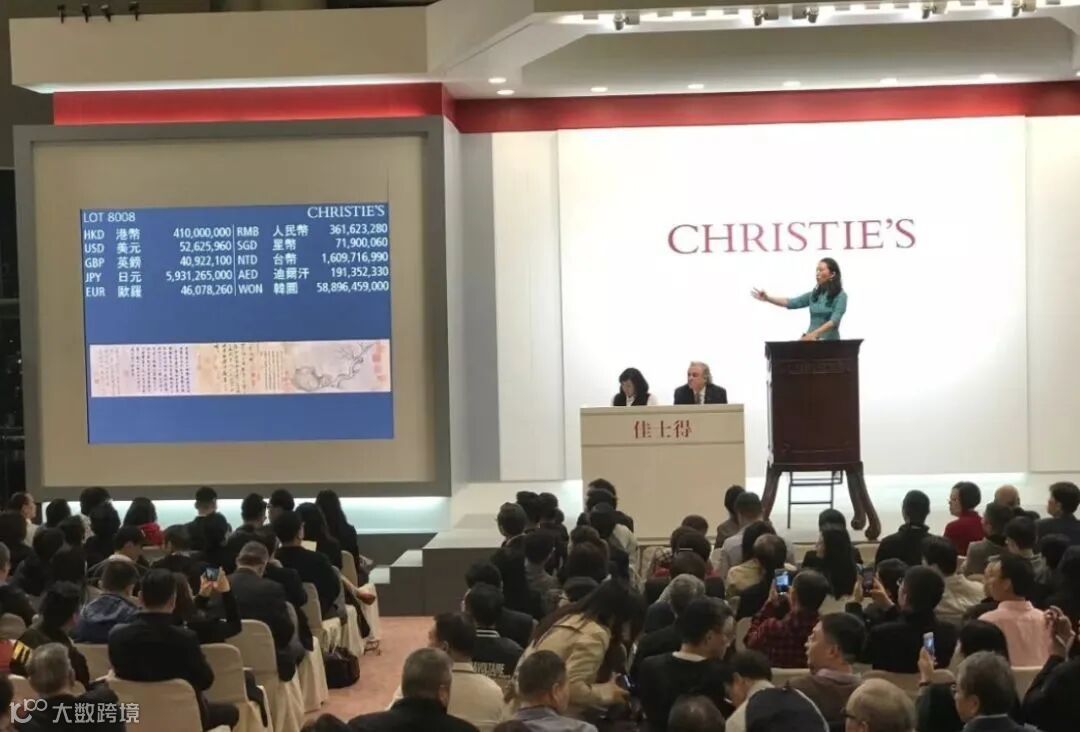 LOT 8008 CHRISTIE'S
HKD 港幣 410,000,000 RMB 人民幣 361,623,280
USD 美元 52,625,960 SGD 星幣 71,900,060
GBP 英鎊 40,922,100 NTD 台幣 1,609,716,990
JPY 日元 5,931,265,000 AED 迪爾汗 191,352,330
EUR 歐羅 46,078,260 WON 韓圜 58,896,459,000
CHRISTIE'S
佳士得
VOLTAIRE
大数跨境